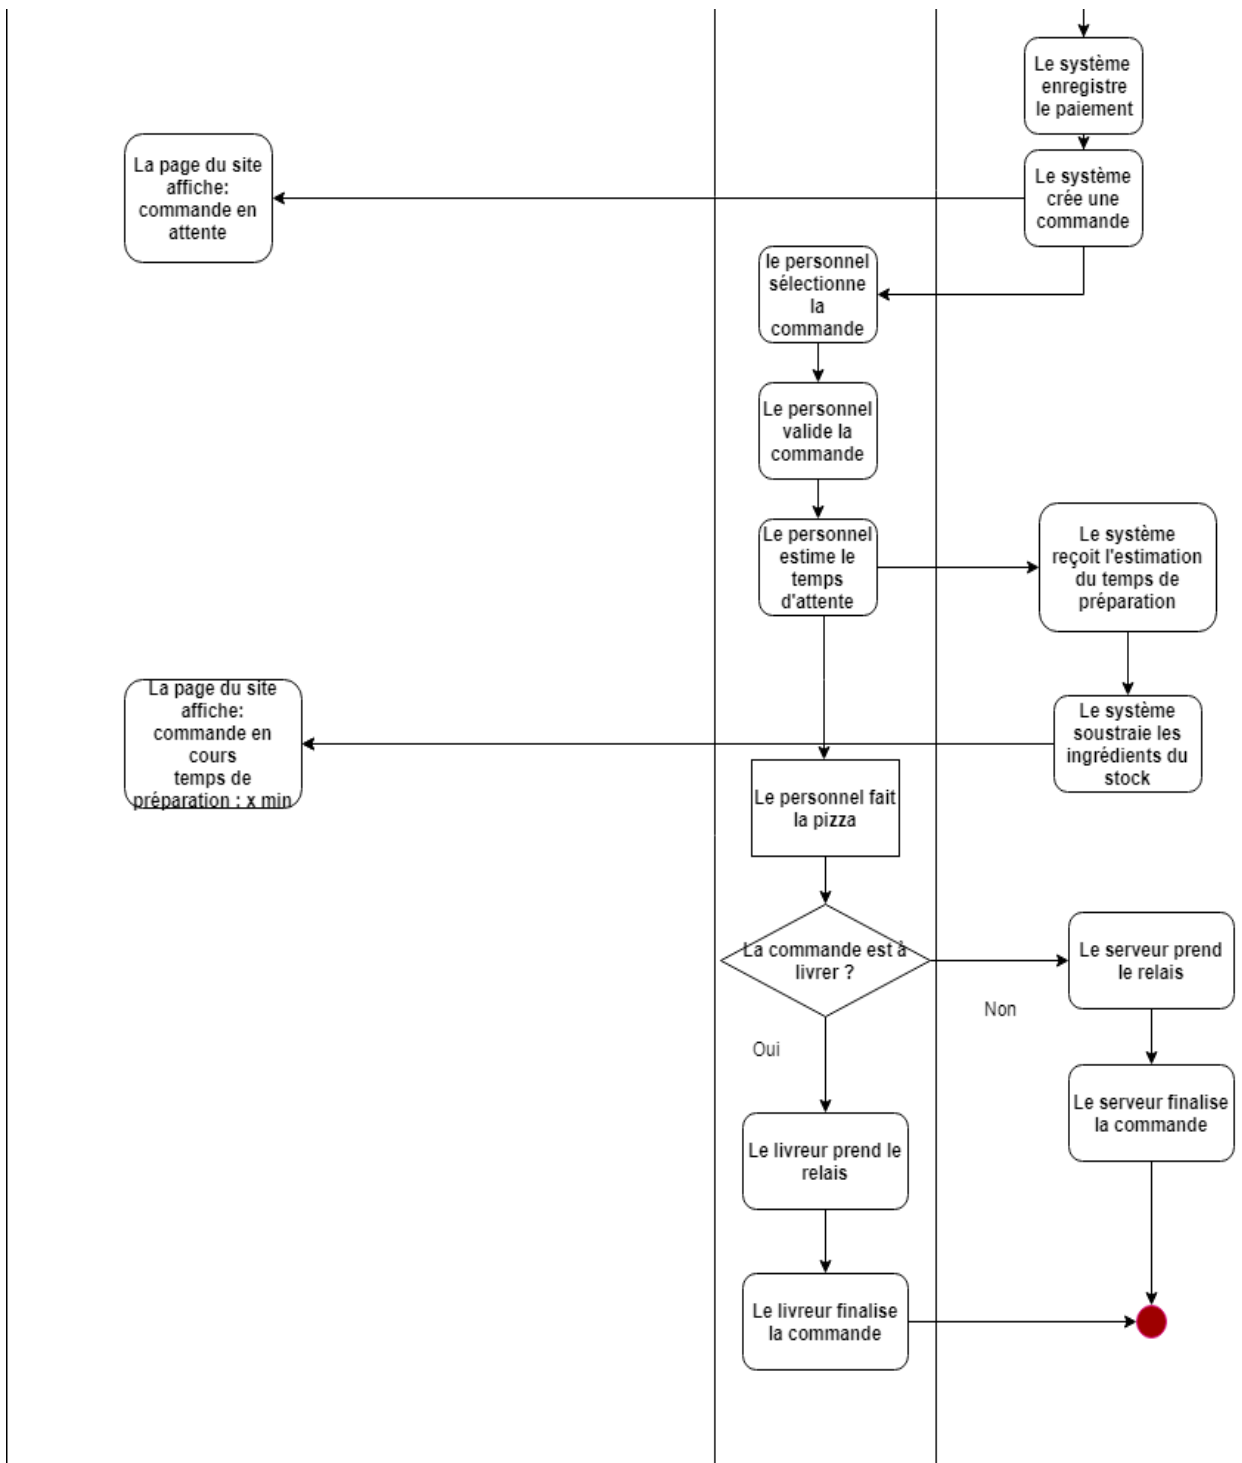 Le système
enregistre
le paiement
La page du site
affiche:
commande en
attente
Le système
crée une
commande
le personnel
sélectionne
la
commande
Le personnel
valide la
commande
Le personnel
estime le
temps
d'attente
Le système
reçoit l'estimation
du temps de
préparation
La page du site
affiche:
commande en
cours
temps de
préparation : x min
Le système
soustraie les
ingrédients du
stock
Le personnel fait
la pizza
La commande est à
livrer ?
Le serveur prend
le relais
Non
Oui
Le serveur finalise
la commande
Le livreur prend le
relais
Le livreur finalise
la commande